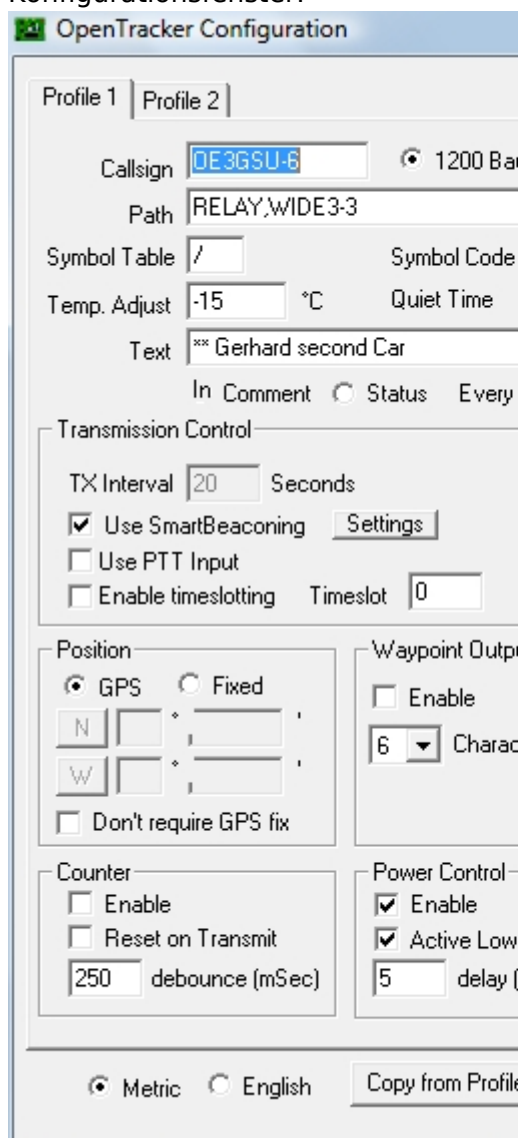 Konfigurationsfenster:
OpenTracker Configuration
Profile 1 Profile 2
Callsign OE3GSU-6 1200 Bau
Path RELAY,WIDE3-3
Symbol Table / Symbol Code
Temp. Adjust -15 °C Quiet Time
Text ** Gerhard second Car
In Comment Status Every
Transmission Control
TX Interval 20 Seconds
Use SmartBeaconing Settings
Use PTT Input
Enable timeslotting Timeslot 0
Position Waypoint Outpu
GPS Fixed Enable
N ° , '
6 Charac
W ° , '
Don't require GPS fix
Counter Power Control
Enable Enable
Reset on Transmit Active Low
250 debounce (mSec) 5 delay (
Metric English Copy from Profile